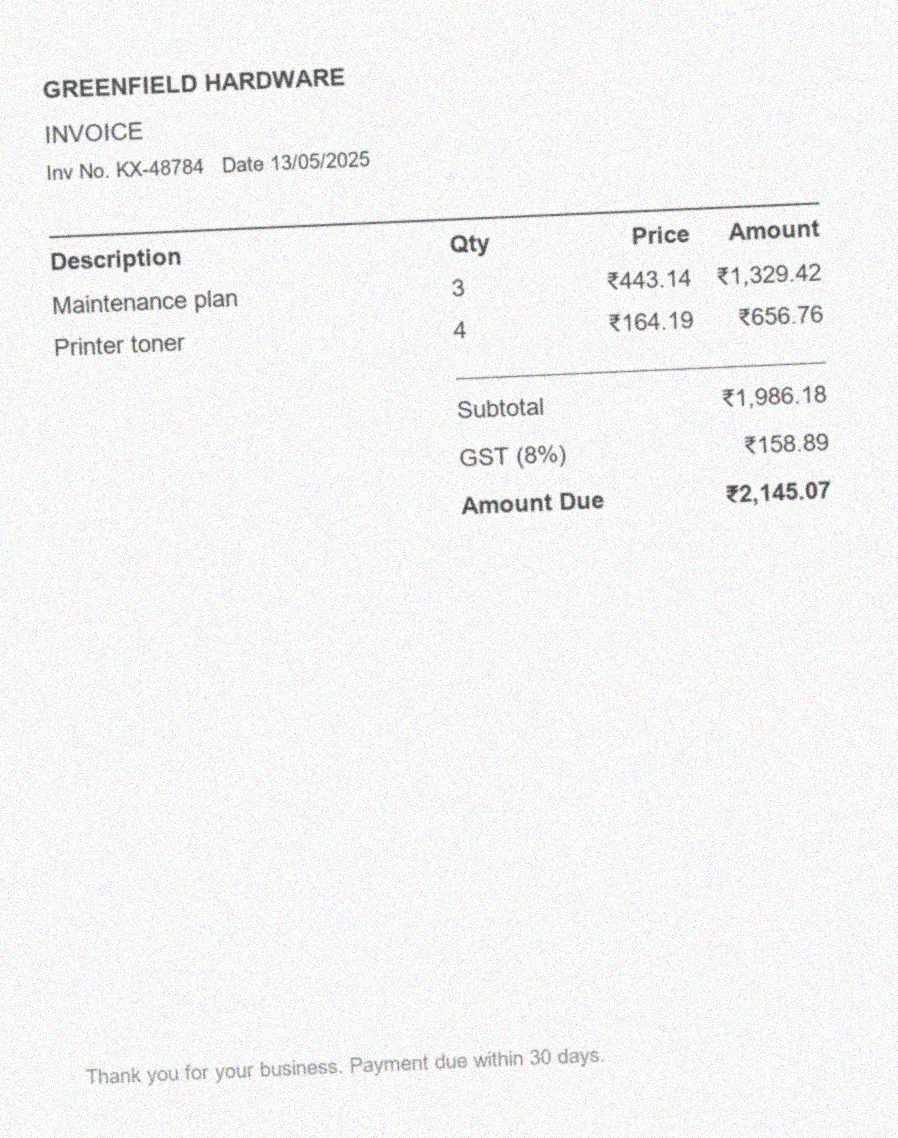 GREENFIELD HARDWARE
INVOICE
Inv No. KX-48784 Date 13/05/2025
Description Qty Price Amount
Maintenance plan 3 ₹443.14 ₹1,329.42
Printer toner 4 ₹164.19 ₹656.76
Subtotal ₹1,986.18
GST (8%) ₹158.89
Amount Due ₹2,145.07
Thank you for your business. Payment due within 30 days.